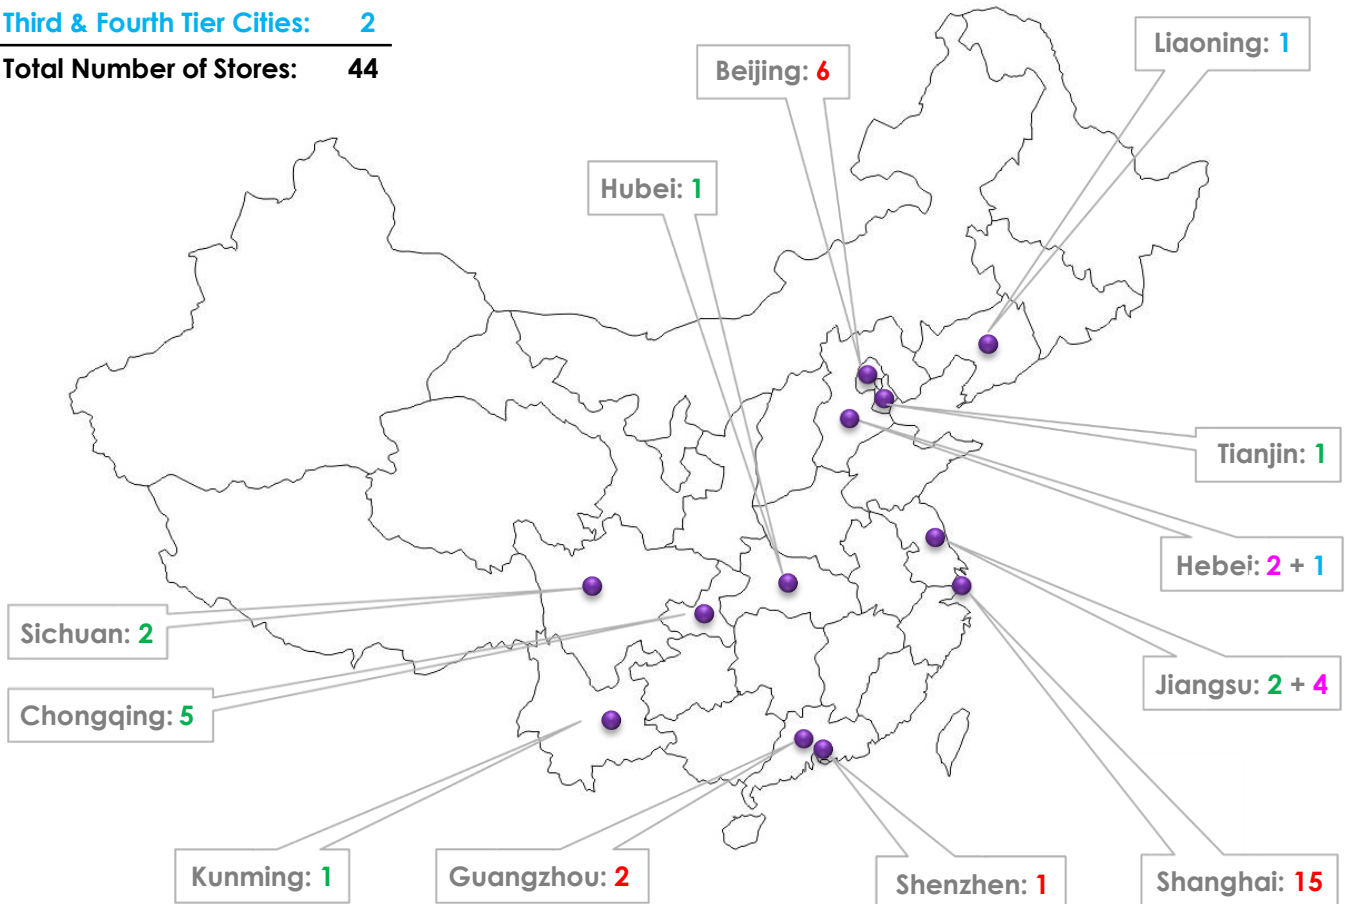 Third & Fourth Tier Cities: 2
Total Number of Stores: 44
Liaoning: 1
Beijing: 6
Hubei: 1
Tianjin: 1
Hebei: 2 + 1
Sichuan: 2
Jiangsu: 2 + 4
Chongqing: 5
Kunming: 1
Guangzhou: 2
Shenzhen: 1
Shanghai: 15